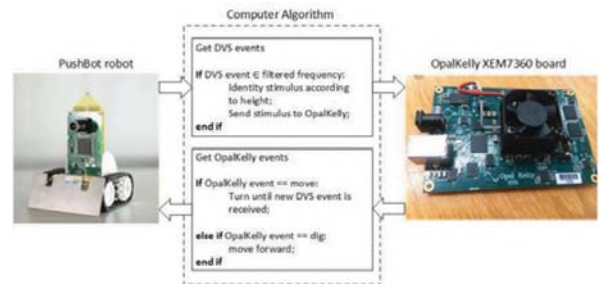 Computer Algorithm
PushBot robot
Get DVS events
If DVS event ∈ filtered frequency:
Identity stimulus according
to height;
Send stimulus to OpalKelly;
end if
Get OpalKelly events
If OpalKelly event == move:
Turn until new DVS event is
received;
else if OpalKelly event == dig:
move forward;
end if
OpalKelly XEM7360 board
Opal Kelly